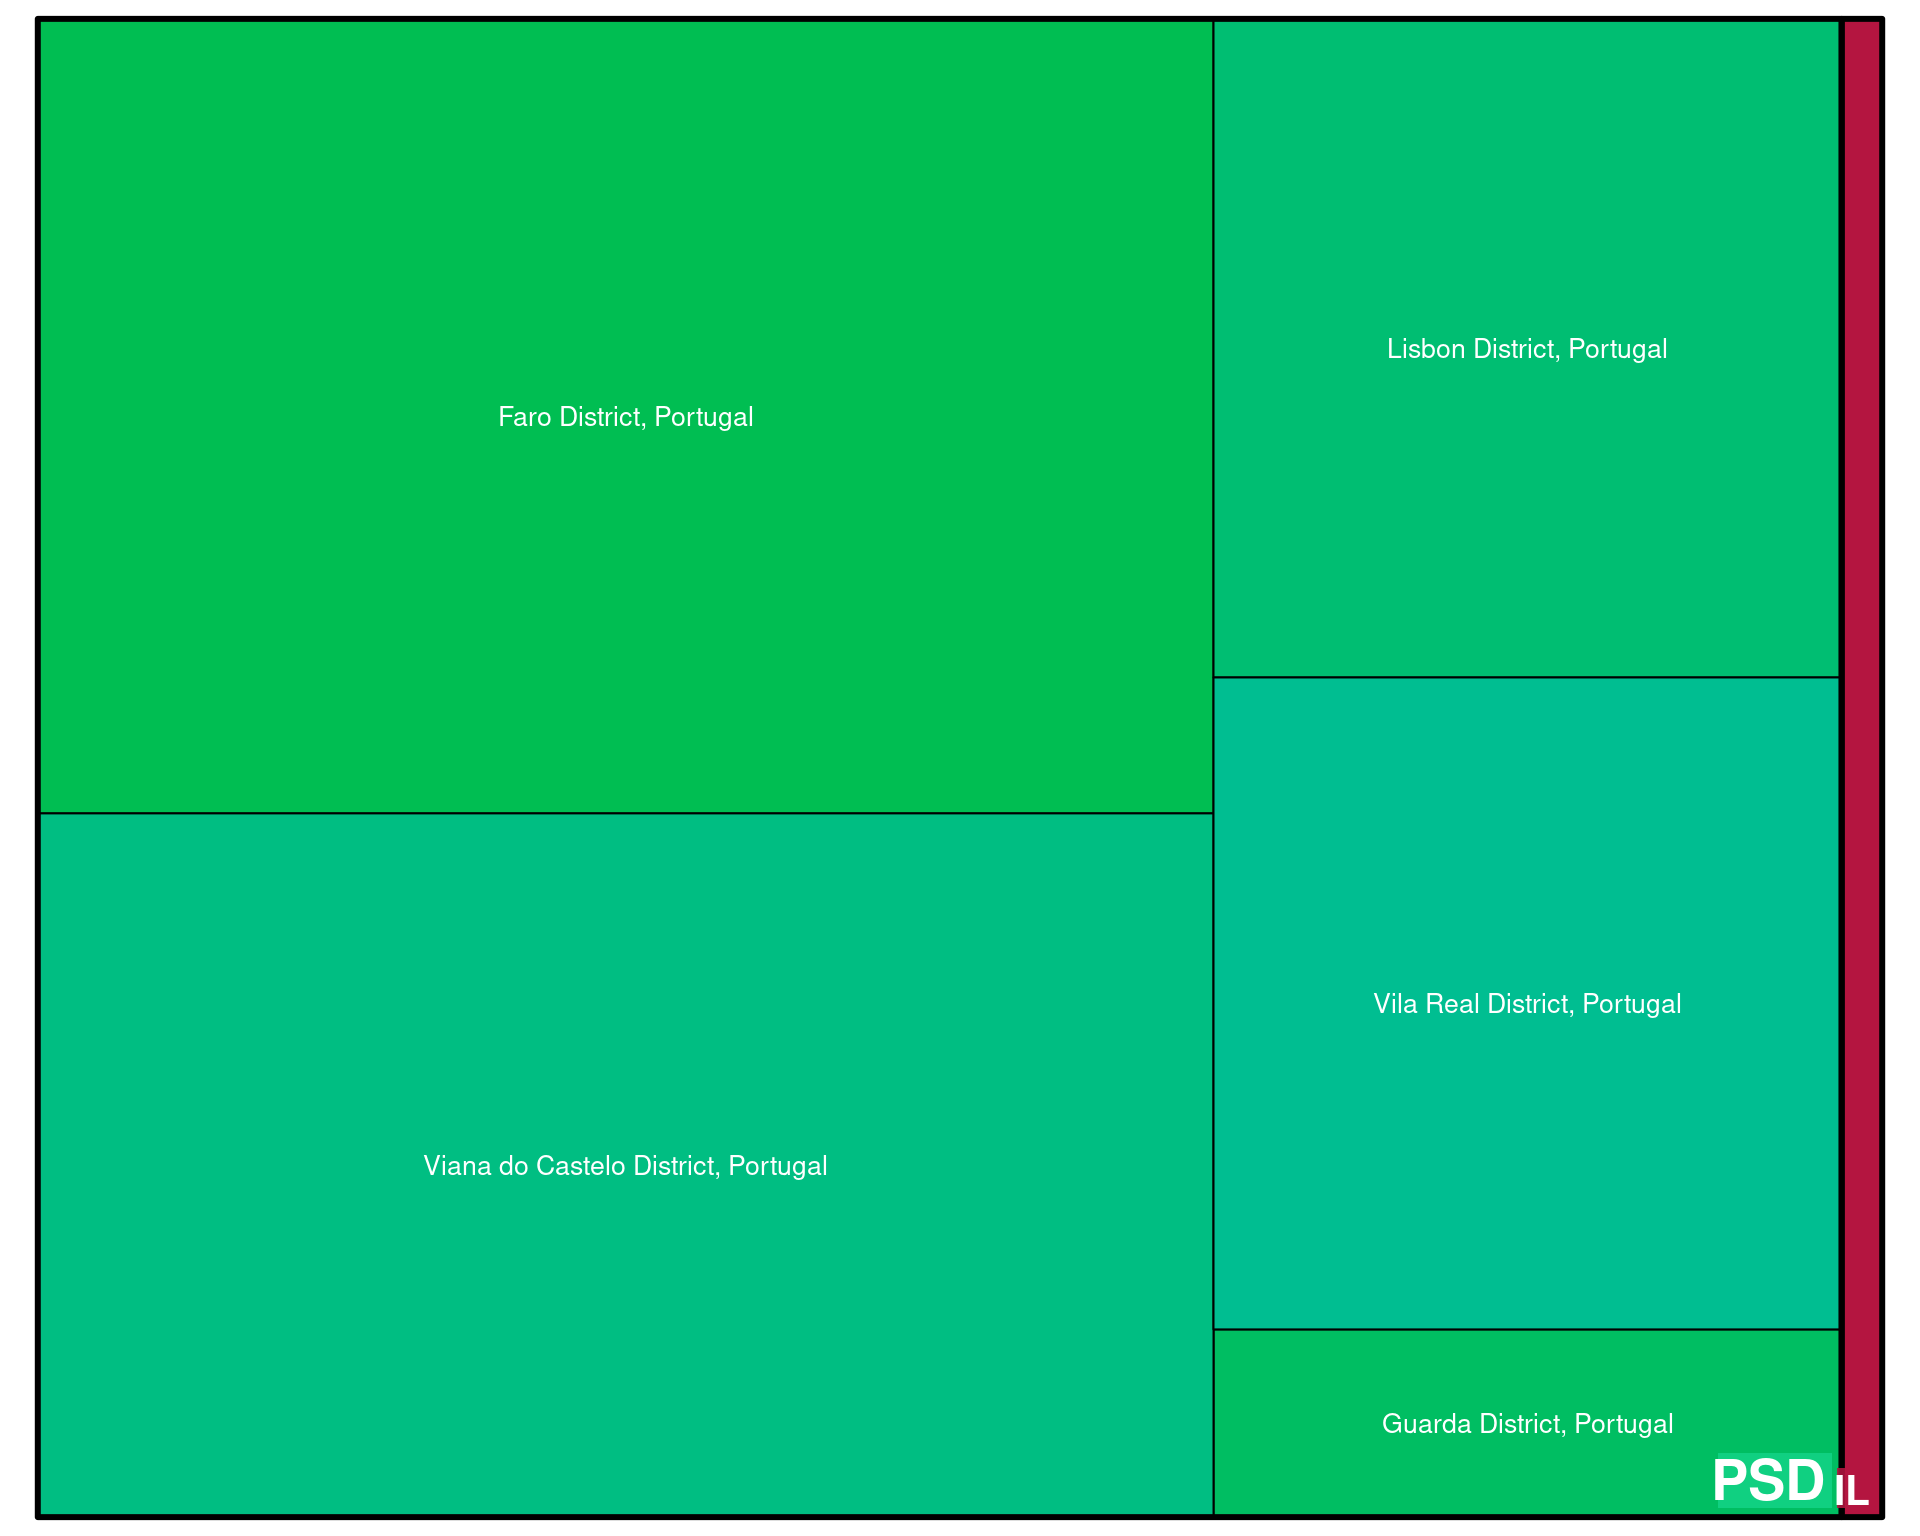 Lisbon District, Portugal
Faro District, Portugal
Vila Real District, Portugal
Viana do Castelo District, Portugal
Guarda District, Portugal
PSD
IL